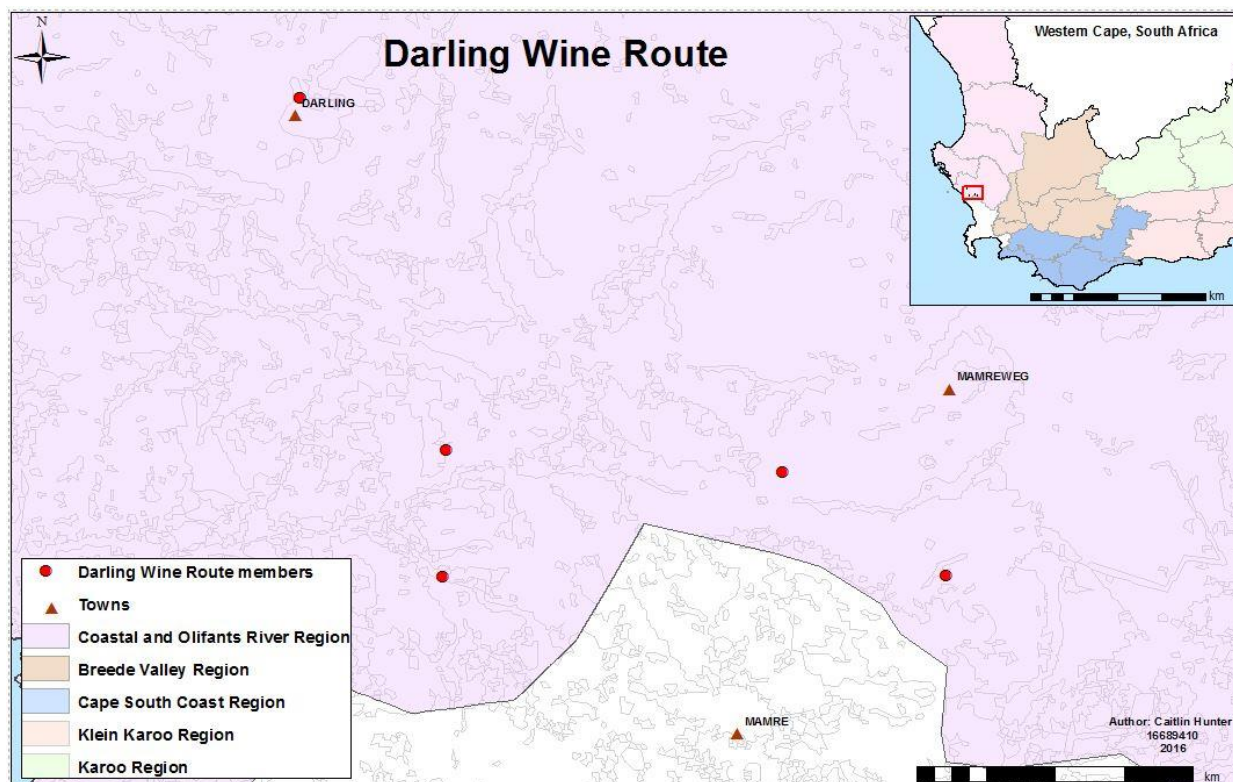 N
Darling Wine Route
Western Cape, South Africa
km
DARLING
MAMREWEG
MAMRE
Darling Wine Route members
Towns
Coastal and Olifants River Region
Breede Valley Region
Cape South Coast Region
Klein Karoo Region
Karoo Region
Author: Caitlin Hunter
16689410
2016
km